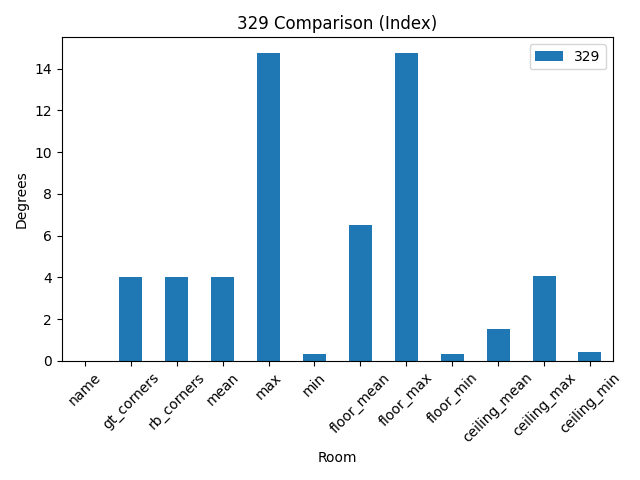 329 Comparison (Index)
329
Degrees
14
12
10
8
6
4
2
0
name
gt_corners
rb_corners
mean
max
min
floor_mean
floor_max
floor_min
ceiling_mean
ceiling_max
ceiling_min
Room